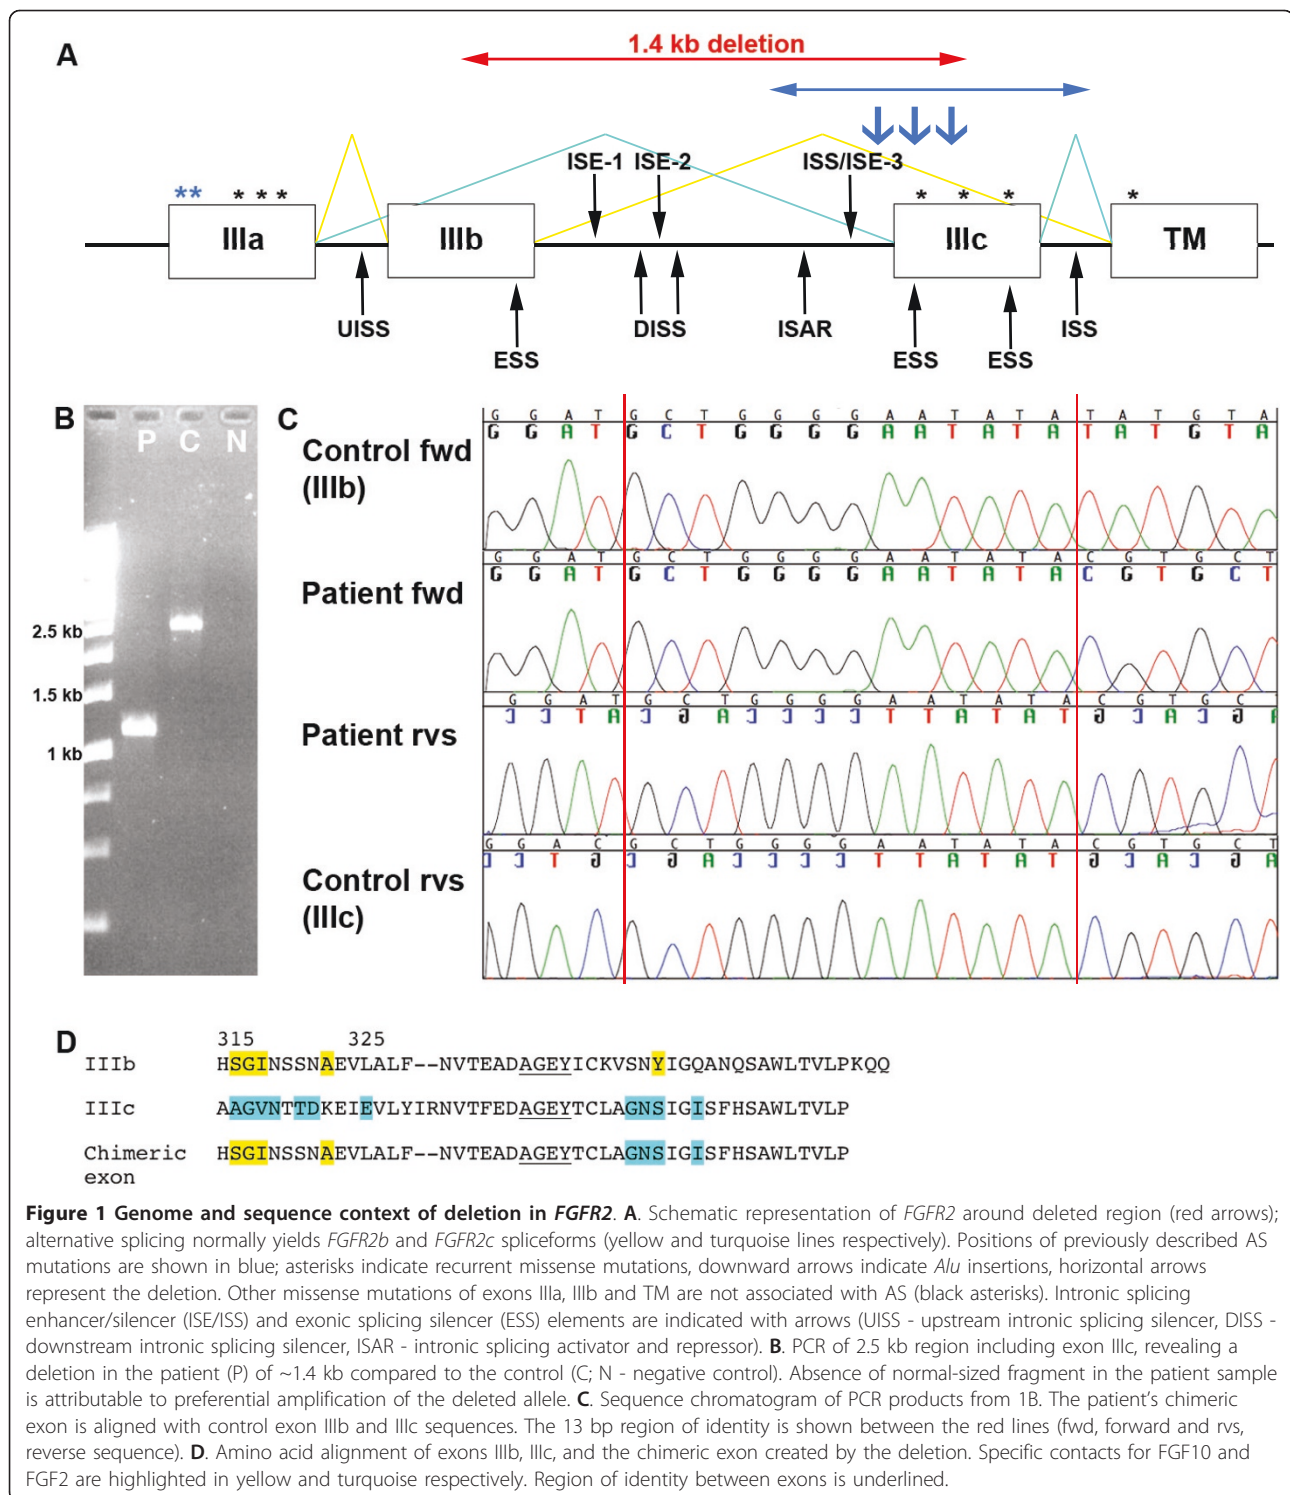 A
1.4 kb deletion
ISE-1 ISE-2 ISS/ISE-3
** * * * * * * *
IIIa IIIb IIIc TM
UISS DISS ISAR ISS
ESS ESS ESS
B
P C N
2.5 kb
1.5 kb
1 kb
C
Control fwd
(IIIb)
G G A T G C T G G G G A A T A T A T A T G T A
G G A T G C T G G G G A A T A T A T A T G T A
Patient fwd
G G A T G C T G G G G A A T A T A C G T G C T
G G A T G C T G G G G A A T A T A C G T G C T
Patient rvs
G G A T G C T G G G G A A T A T A C G T G C T
C C T A C G A C C C C T T A T A T G C A C G A
Control rvs
(IIIc)
G G A C G C T G G G G A A T A T A C G T G C T
C C T G C G A C C C C T T A T A T G C A C G A
D
315 325
IIIb HSGINSSNAEVLALF--NVTEADAGEYICKVSNYIGQANQSAWLTVLPKQQ
IIIc AAGVNTTDKEIEVLYIRNVTFEDAGEYTCLAGNSIGISFHSAWLTVLP
Chimeric HSGINSSNAEVLALF--NVTEADAGEYTCLAGNSIGISFHSAWLTVLP
exon
Figure 1 Genome and sequence context of deletion in FGFR2. A. Schematic representation of FGFR2 around deleted region (red arrows);
alternative splicing normally yields FGFR2b and FGFR2c spliceforms (yellow and turquoise lines respectively). Positions of previously described AS
mutations are shown in blue; asterisks indicate recurrent missense mutations, downward arrows indicate Alu insertions, horizontal arrows
represent the deletion. Other missense mutations of exons IIIa, IIIb and TM are not associated with AS (black asterisks). Intronic splicing
enhancer/silencer (ISE/ISS) and exonic splicing silencer (ESS) elements are indicated with arrows (UISS - upstream intronic splicing silencer, DISS -
downstream intronic splicing silencer, ISAR - intronic splicing activator and repressor). B. PCR of 2.5 kb region including exon IIIc, revealing a
deletion in the patient (P) of ~1.4 kb compared to the control (C; N - negative control). Absence of normal-sized fragment in the patient sample
is attributable to preferential amplification of the deleted allele. C. Sequence chromatogram of PCR products from 1B. The patient's chimeric
exon is aligned with control exon IIIb and IIIc sequences. The 13 bp region of identity is shown between the red lines (fwd, forward and rvs,
reverse sequence). D. Amino acid alignment of exons IIIb, IIIc, and the chimeric exon created by the deletion. Specific contacts for FGF10 and
FGF2 are highlighted in yellow and turquoise respectively. Region of identity between exons is underlined.